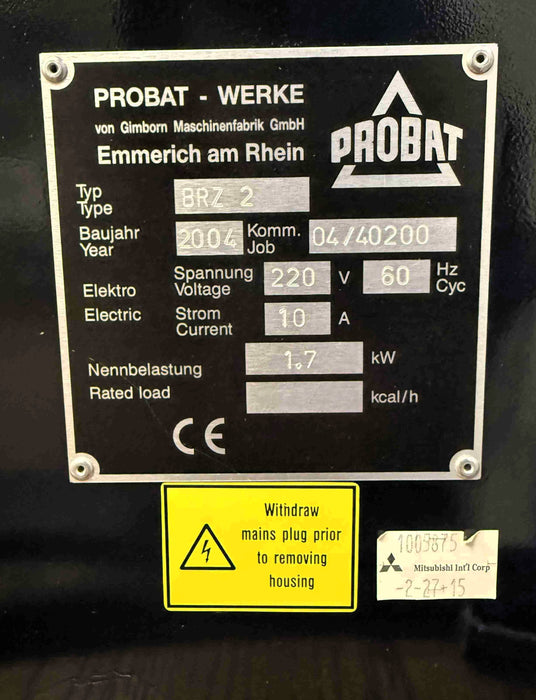 PROBAT - WERKE
von Gimborn Maschinenfabrik GmbH
Emmerich am Rhein
PROBAT
Typ
Type
BRZ 2
Baujahr
Year
2004
Komm.
Job
04/40200
Elektro
Electric
Spannung
Voltage
220 V
60
Hz
Cyc
Strom
Current
10 A
Nennbelastung
Rated load
1.7 kW
kcal/h
CE
Withdraw
mains plug prior
to removing
housing
1003875
Mitsubishi Int'l Corp
-2-27-15